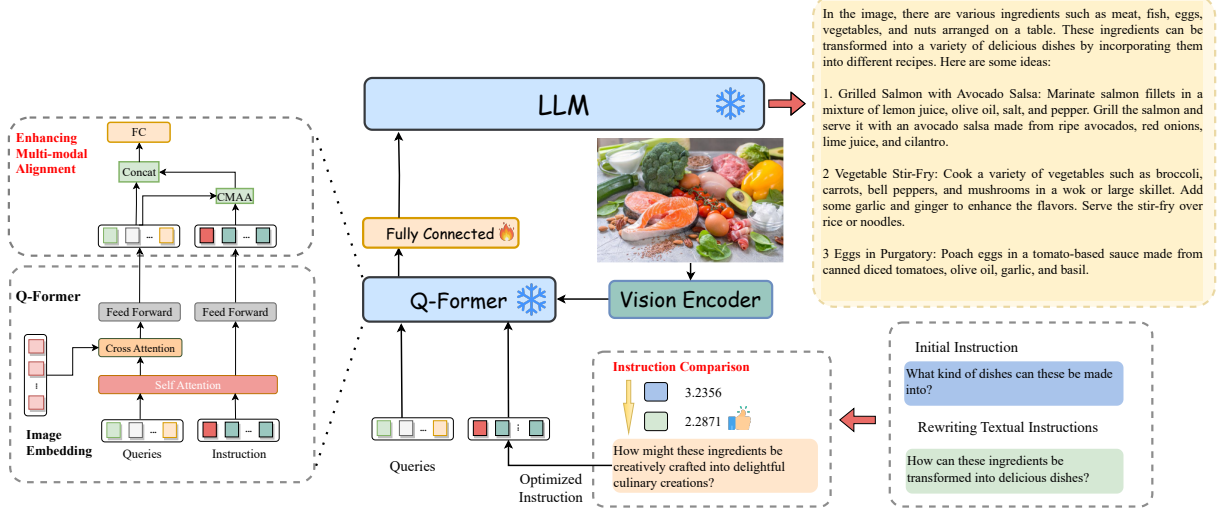 Enhancing
Multi-modal
Alignment
FC
Concat
CMAA
...
...
Q-Former
Feed Forward
Feed Forward
Cross Attention
Self Attention
...
...
...
Image
Embedding
Queries
Instruction
LLM
Fully Connected
Q-Former
Vision Encoder
...
...
Queries
Optimized
Instruction
Instruction Comparison
3.2356
2.2871
How might these ingredients be
creatively crafted into delightful
culinary creations?
Initial Instruction
What kind of dishes can these be made
into?
Rewriting Textual Instructions
How can these ingredients be
transformed into delicious dishes?
In the image, there are various ingredients such as meat, fish, eggs,
vegetables, and nuts arranged on a table. These ingredients can be
transformed into a variety of delicious dishes by incorporating them
into different recipes. Here are some ideas:
1. Grilled Salmon with Avocado Salsa: Marinate salmon fillets in a
mixture of lemon juice, olive oil, salt, and pepper. Grill the salmon and
serve it with an avocado salsa made from ripe avocados, red onions,
lime juice, and cilantro.
2 Vegetable Stir-Fry: Cook a variety of vegetables such as broccoli,
carrots, bell peppers, and mushrooms in a wok or large skillet. Add
some garlic and ginger to enhance the flavors. Serve the stir-fry over
rice or noodles.
3 Eggs in Purgatory: Poach eggs in a tomato-based sauce made from
canned diced tomatoes, olive oil, garlic, and basil.